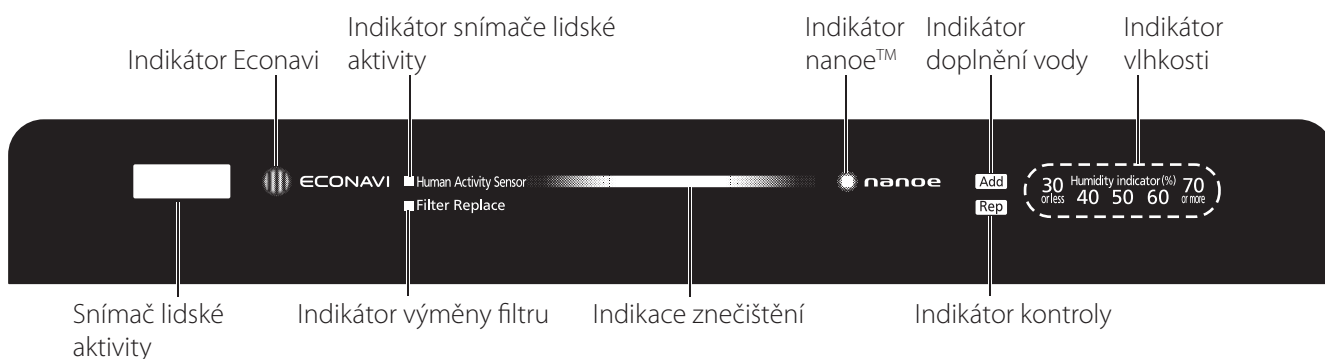 Indikátor Econavi
Indikátor snímače lidské
aktivity
Indikátor
nanoe™
Indikátor
doplnění vody
Indikátor
vlhkosti
ECONAVI
Human Activity Sensor
Filter Replace
nanoe
Add
Rep
Humidity indicator(%)
30 or less 40 50 60 70 or more
Snímač lidské
aktivity
Indikátor výměny filtru
Indikace znečištění
Indikátor kontroly